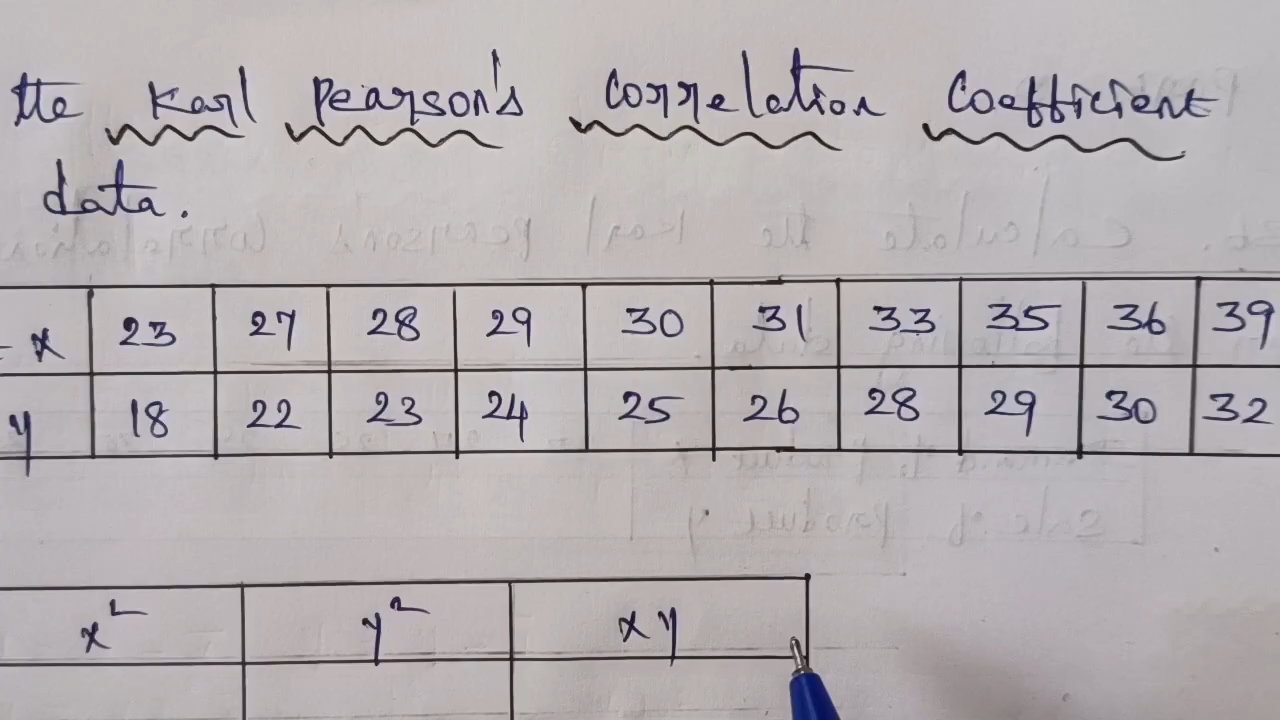 the Karl Pearson's Correlation Coefficient
data.
x 23 27 28 29 30 31 33 35 36 39
y 18 22 23 24 25 26 28 29 30 32
x² y² xy